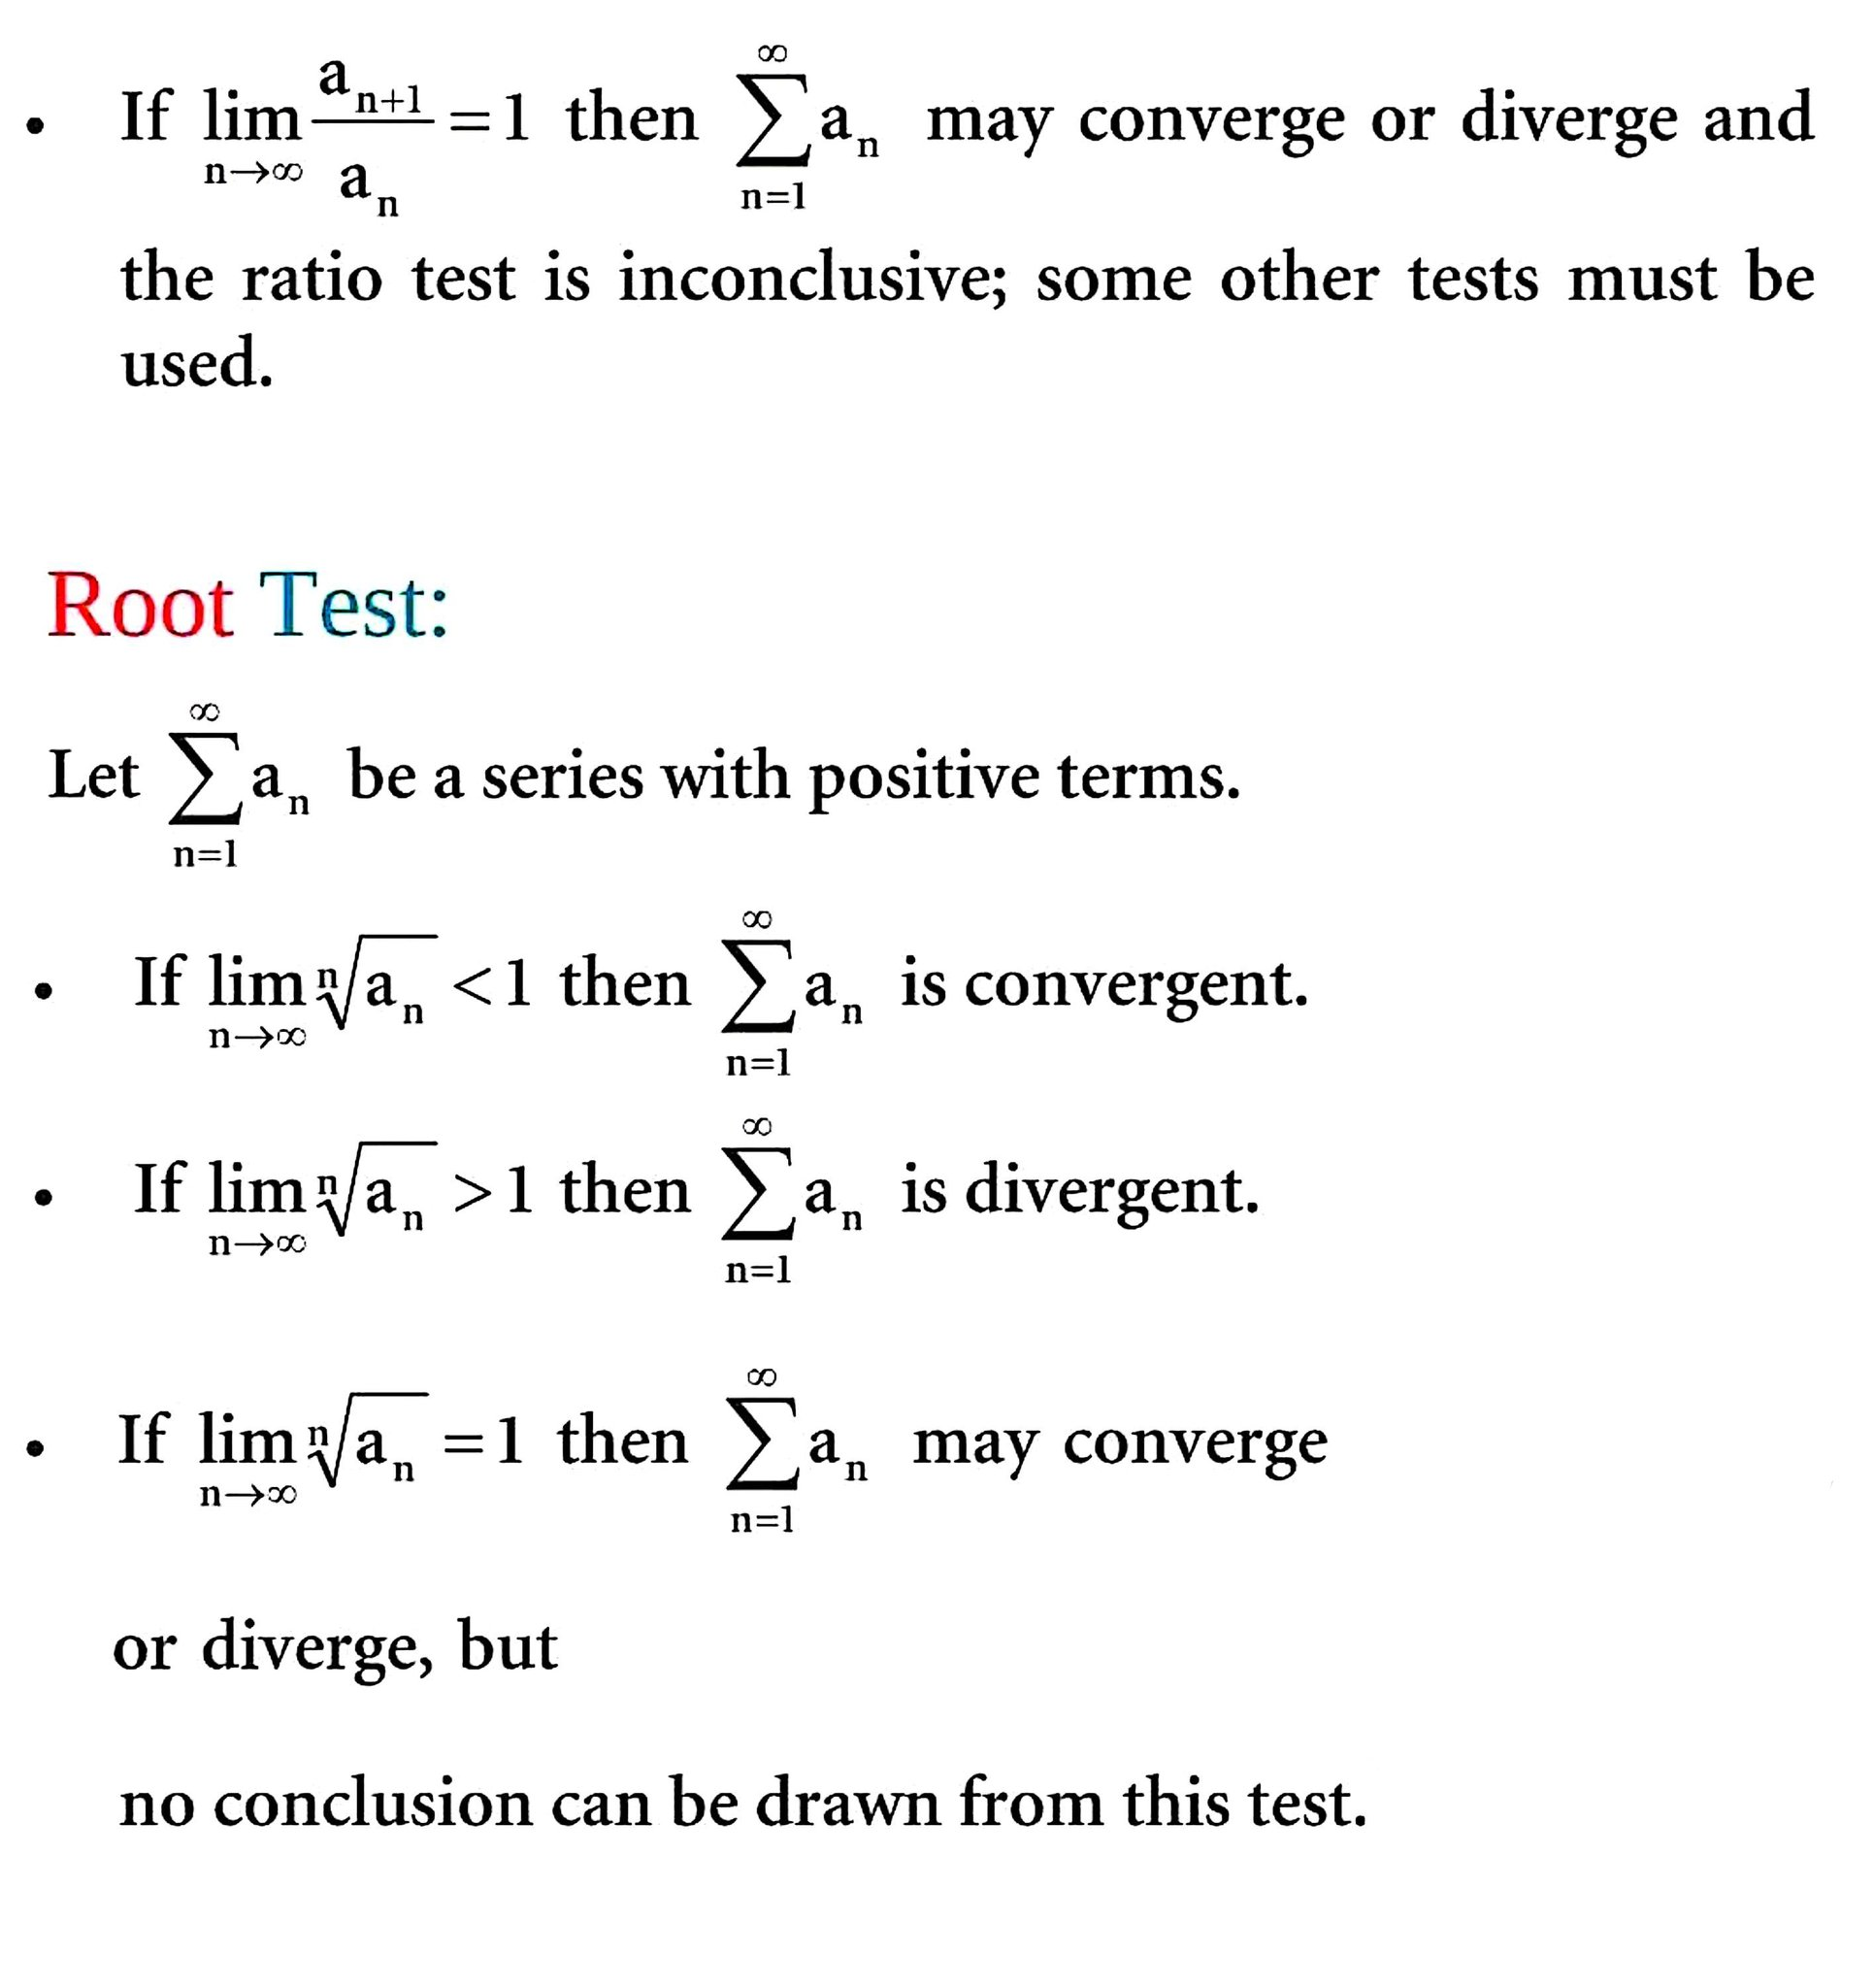 • If lim_{n→∞} a_{n+1}/a_n = 1 then ∑_{n=1}^{∞} a_n may converge or diverge and
the ratio test is inconclusive; some other tests must be
used.
Root Test:
Let ∑_{n=1}^{∞} a_n be a series with positive terms.
• If lim_{n→∞} ⁿ√a_n < 1 then ∑_{n=1}^{∞} a_n is convergent.
• If lim_{n→∞} ⁿ√a_n > 1 then ∑_{n=1}^{∞} a_n is divergent.
• If lim_{n→∞} ⁿ√a_n = 1 then ∑_{n=1}^{∞} a_n may converge
or diverge, but
no conclusion can be drawn from this test.